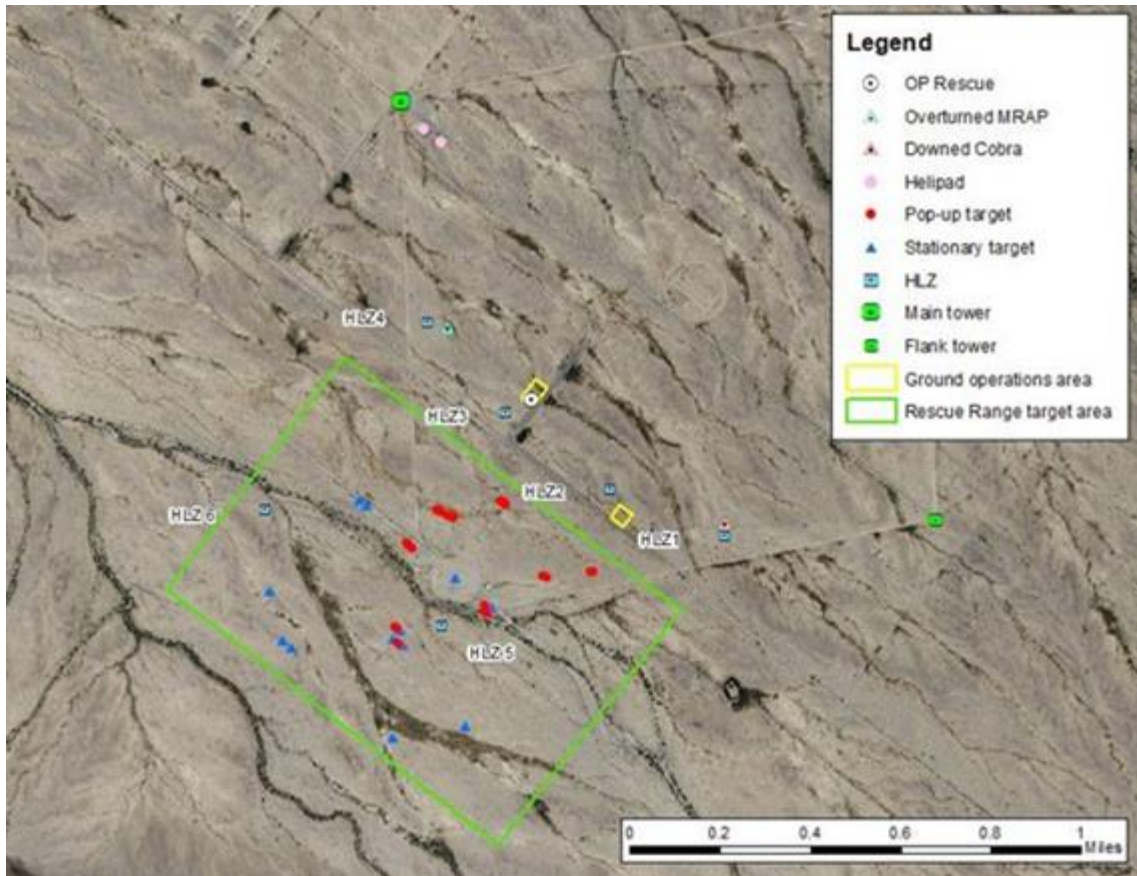 Legend
OP Rescue
Overturned MRAP
Downed Cobra
Helipad
Pop-up target
Stationary target
HLZ
Main tower
Flank tower
Ground operations area
Rescue Range target area
HLZ4
HLZ3
HLZ2
HLZ 6
HLZ1
HLZ 5
0 0.2 0.4 0.6 0.8 1
Miles